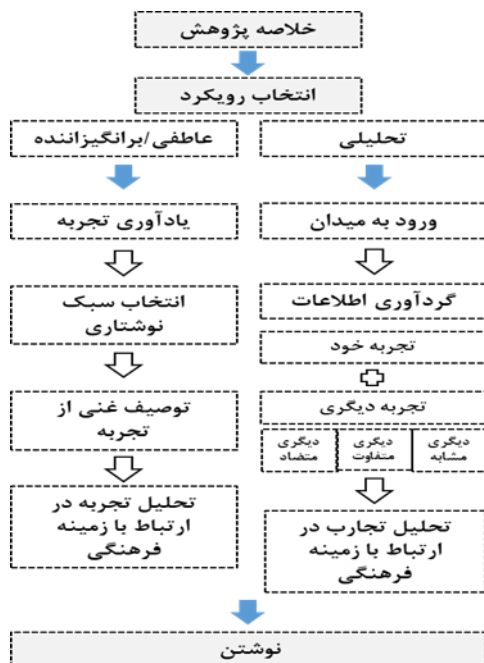 خلاصه پژوهش
انتخاب رویکرد
تحلیلی
ورود به میدان
گردآوری اطلاعات
تجربه خود
تجربه دیگری
دیگری
مشابه
دیگری
متفاوت
دیگری
متضاد
تحلیل تجارب در
ارتباط با زمینه
فرهنگی
عاطفی/برانگیزاننده
یادآوری تجربه
انتخاب سبک
نوشتاری
توصیف غنی از
تجربه
تحلیل تجربه در
ارتباط با زمینه
فرهنگی
نوشتن